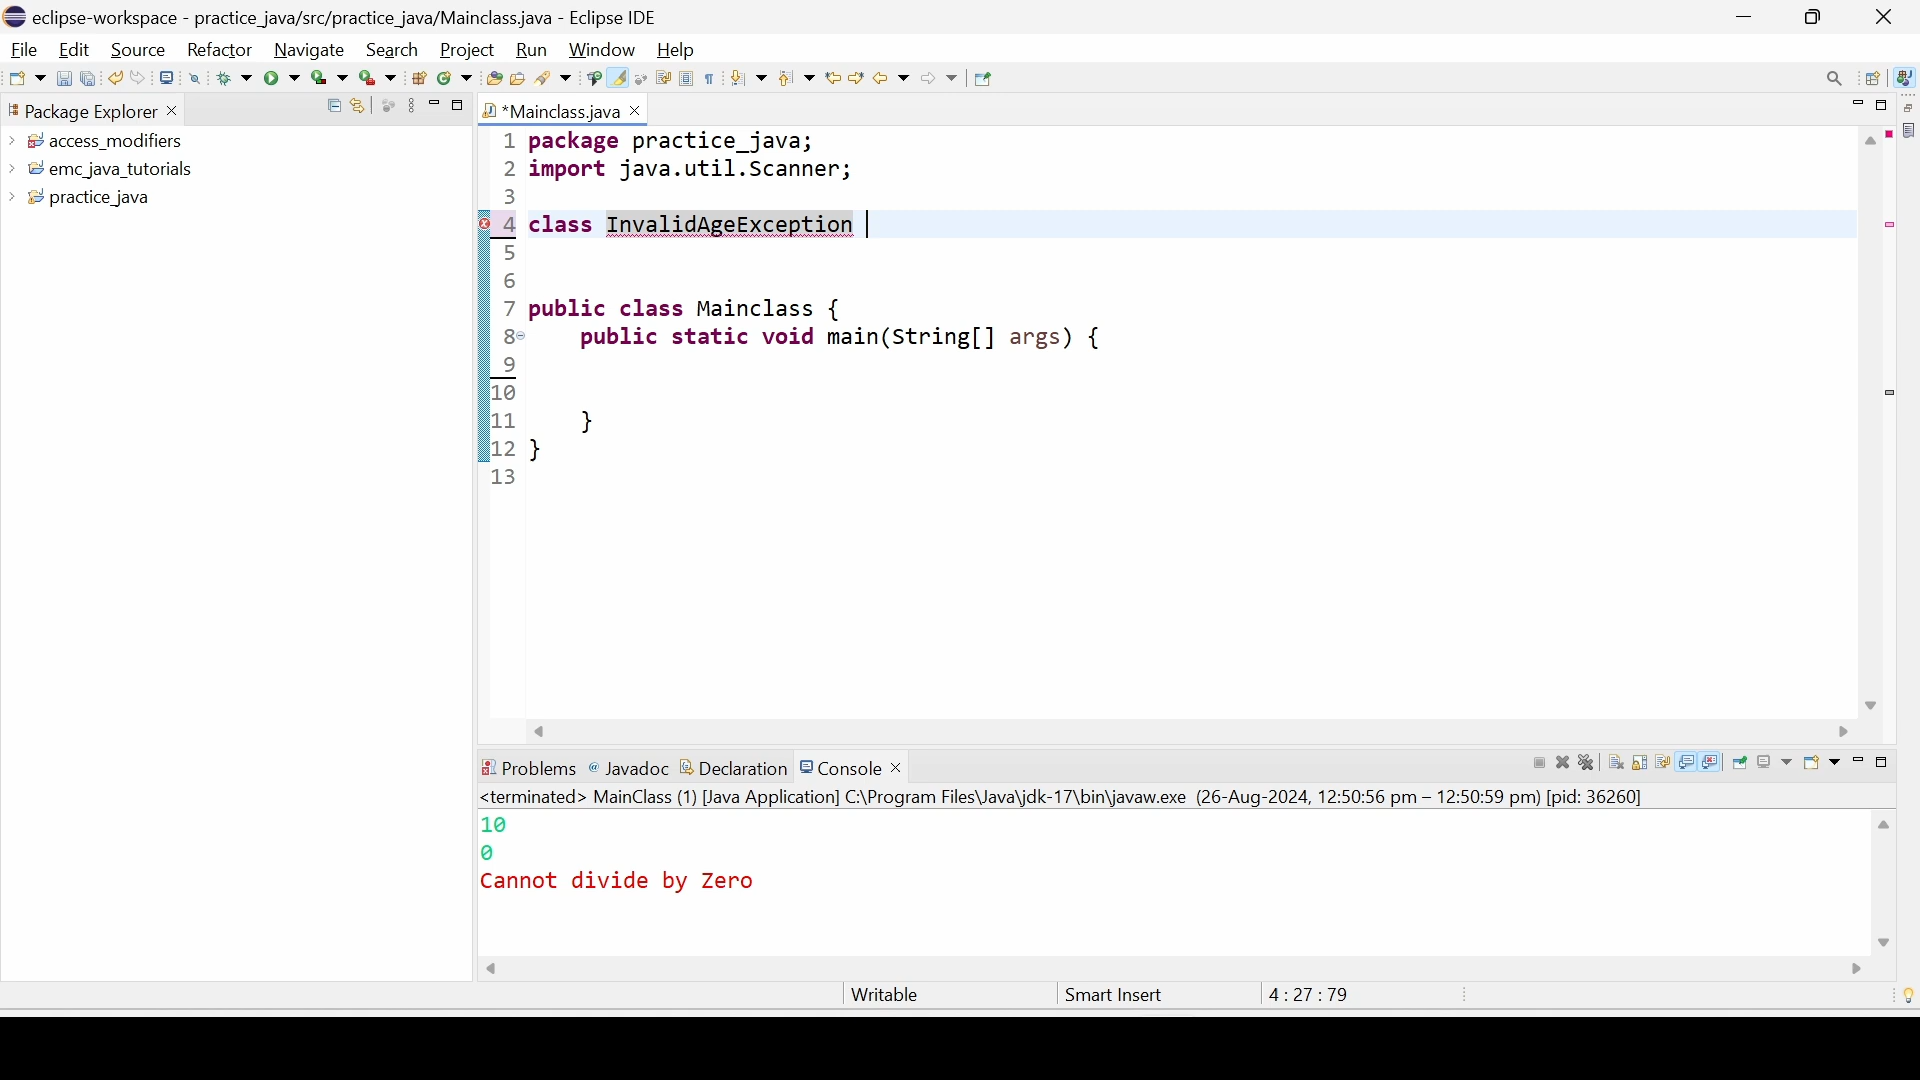 eclipse-workspace - practice_java/src/practice_java/Mainclass.java - Eclipse IDE
File Edit Source Refactor Navigate Search Project Run Window Help
Package Explorer
*Mainclass.java
access_modifiers
emc_java_tutorials
practice_java
1 package practice_java;
2 import java.util.Scanner;
3
4 class InvalidAgeException
5
6
7 public class Mainclass {
8 public static void main(String[] args) {
9
10
11 }
12 }
13
Problems @ Javadoc Declaration Console
<terminated> MainClass (1) [Java Application] C:\Program Files\Java\jdk-17\bin\javaw.exe (26-Aug-2024, 12:50:56 pm – 12:50:59 pm) [pid: 36260]
10
0
Cannot divide by Zero
Writable Smart Insert 4 : 27 : 79